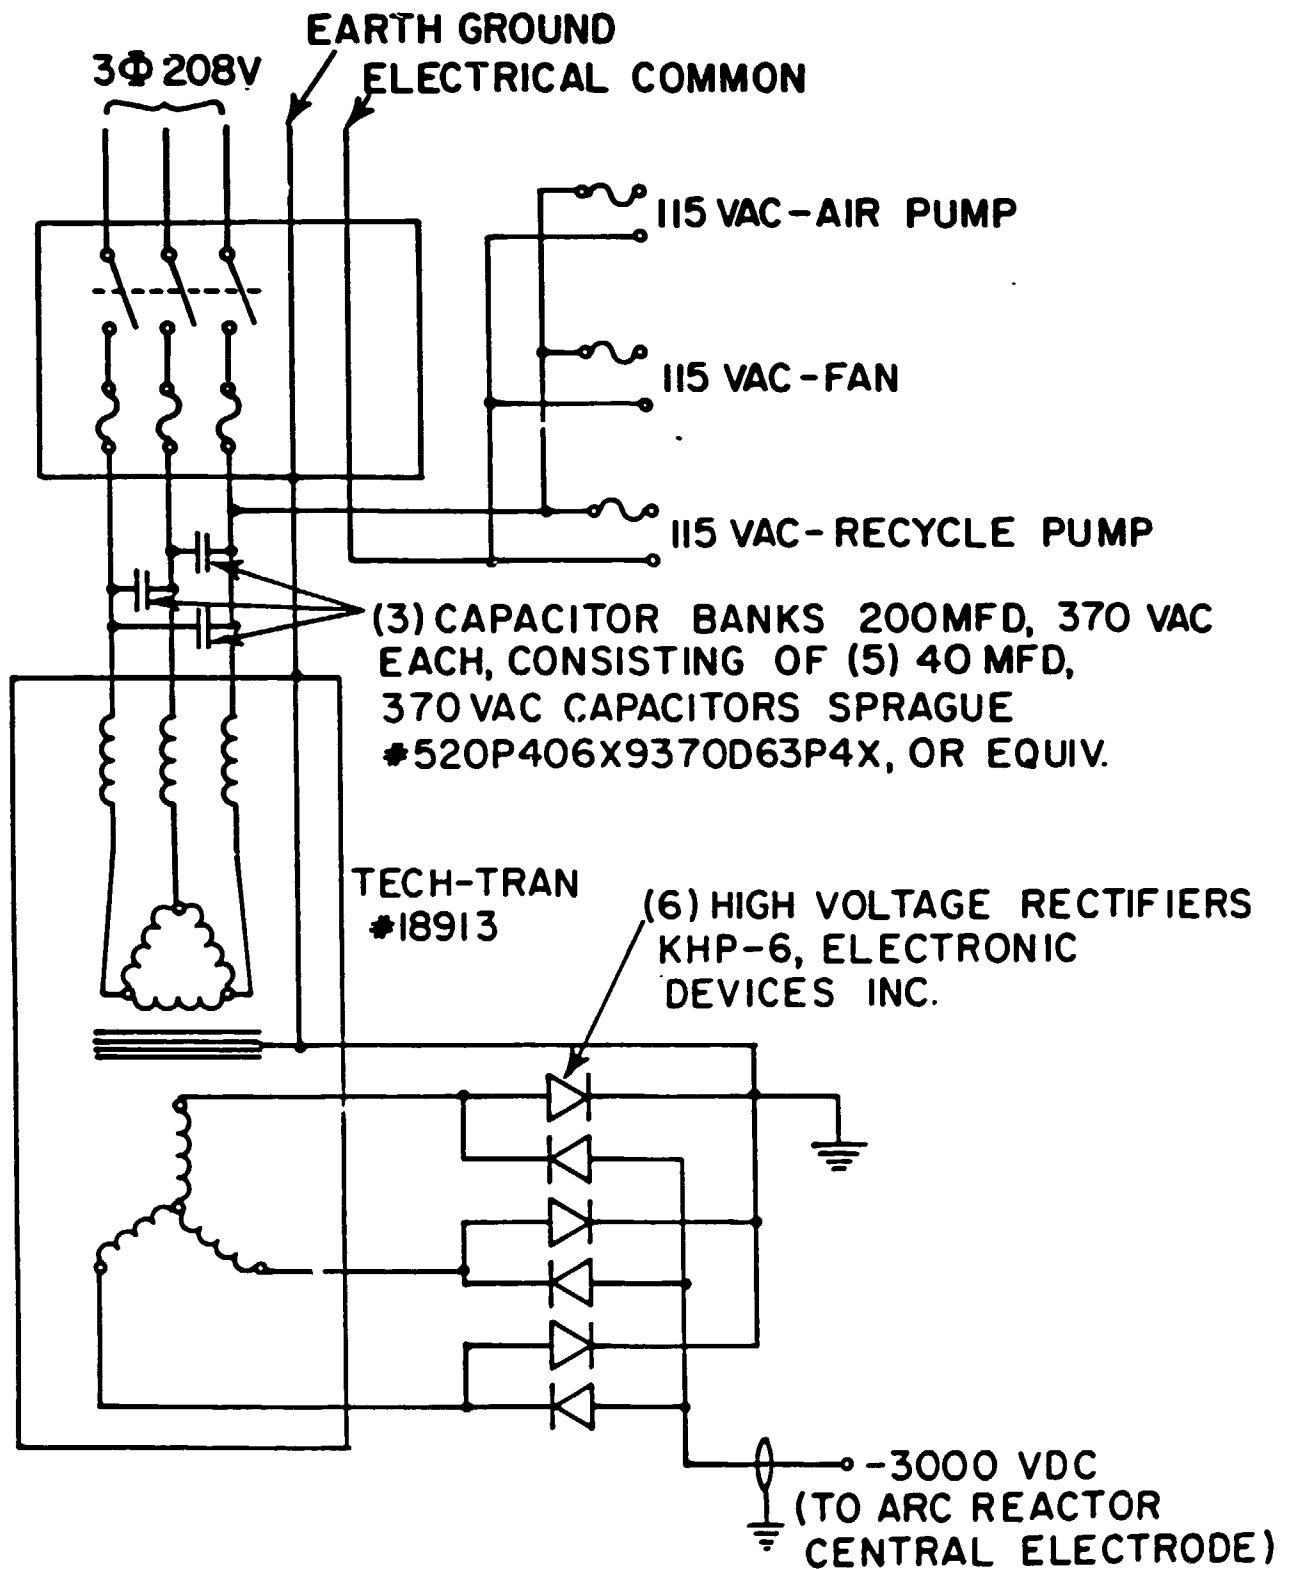 EARTH GROUND
3Φ 208V
ELECTRICAL COMMON
115 VAC-AIR PUMP
115 VAC-FAN
115 VAC-RECYCLE PUMP
(3) CAPACITOR BANKS 200MFD, 370 VAC
EACH, CONSISTING OF (5) 40 MFD,
370 VAC CAPACITORS SPRAGUE
#520P406X9370D63P4X, OR EQUIV.
TECH-TRAN
#18913
(6) HIGH VOLTAGE RECTIFIERS
KHP-6, ELECTRONIC
DEVICES INC.
-3000 VDC
(TO ARC REACTOR
CENTRAL ELECTRODE)